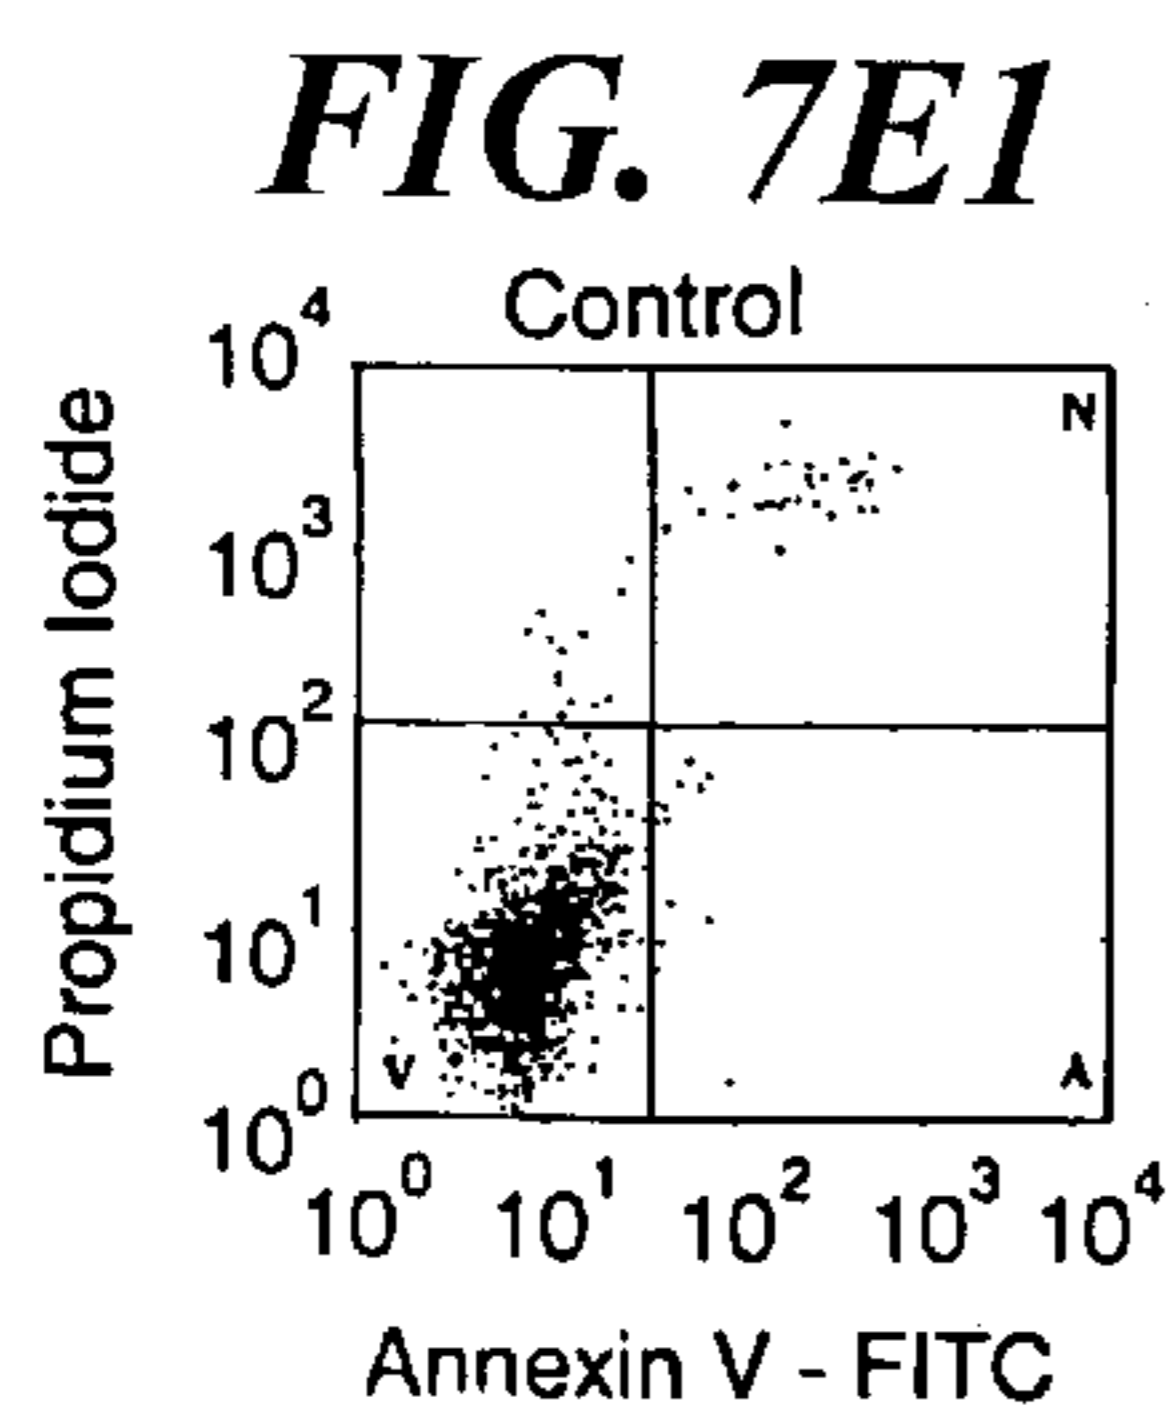 FIG. 7E1
Control
10^4
N
10^3
10^2
10^1
V
A
10^0
10^0 10^1 10^2 10^3 10^4
Propidium Iodide
Annexin V - FITC